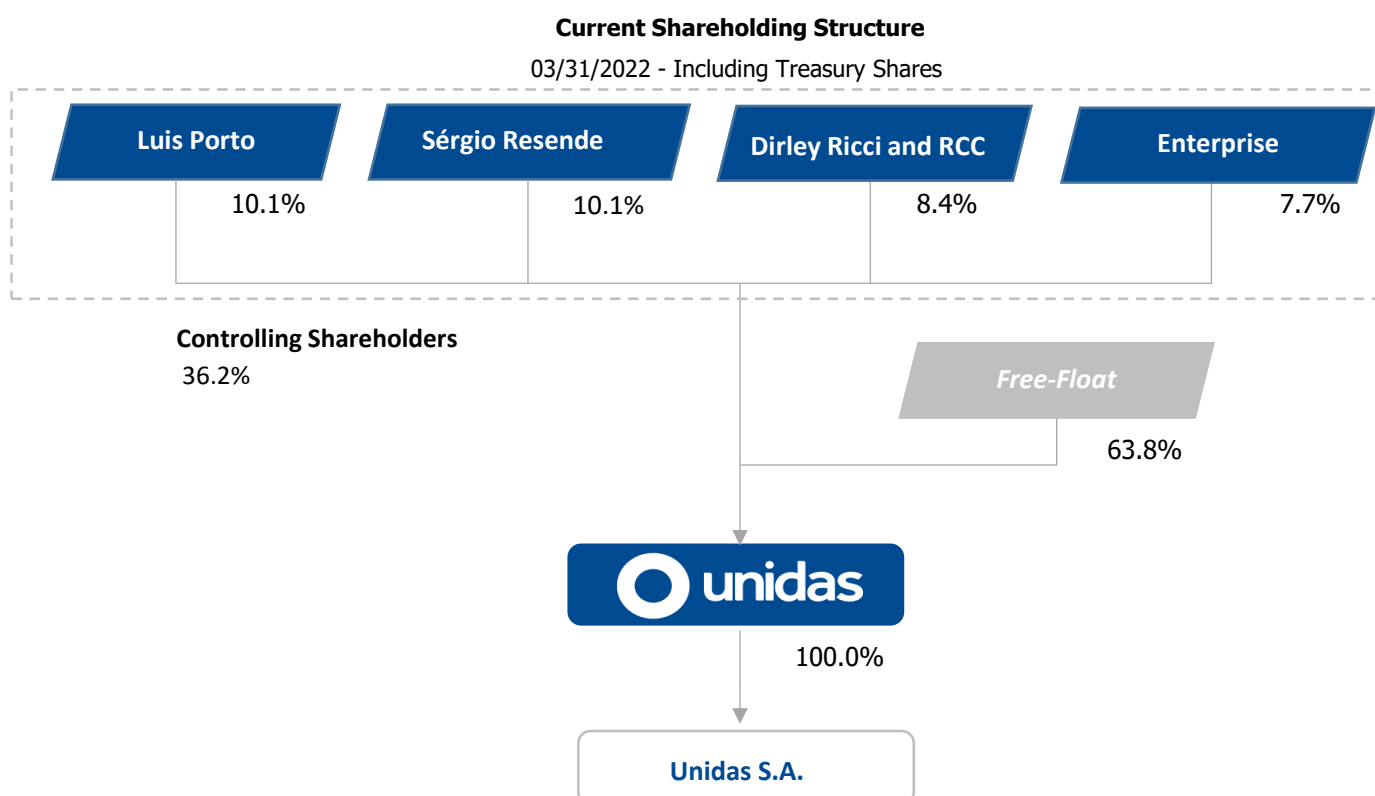 Current Shareholding Structure
03/31/2022 - Including Treasury Shares
Luis Porto
Sérgio Resende
Dirley Ricci and RCC
Enterprise
10.1%
10.1%
8.4%
7.7%
Controlling Shareholders
36.2%
Free-Float
63.8%
unidas
100.0%
Unidas S.A.